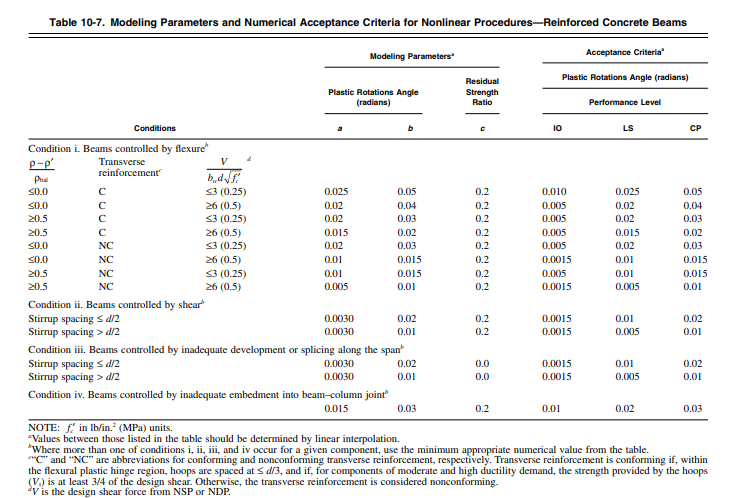 Table 10-7. Modeling Parameters and Numerical Acceptance Criteria for Nonlinear Procedures—Reinforced Concrete Beams
Modeling Parametersᵃ Acceptance Criteriaᵃ
Plastic Rotations Angle (radians) Residual Strength Ratio Plastic Rotations Angle (radians)
Performance Level
Conditions a b c IO LS CP
Condition i. Beams controlled by flexureᵇ
ρ – ρ′ / ρbal Transverse reinforcementᶜ V / bwd√f′c ᵈ
≤0.0 C ≤3 (0.25) 0.025 0.05 0.2 0.010 0.025 0.05
≤0.0 C ≥6 (0.5) 0.02 0.04 0.2 0.005 0.02 0.04
≥0.5 C ≤3 (0.25) 0.02 0.03 0.2 0.005 0.02 0.03
≥0.5 C ≥6 (0.5) 0.015 0.02 0.2 0.005 0.015 0.02
≤0.0 NC ≤3 (0.25) 0.02 0.03 0.2 0.005 0.02 0.03
≤0.0 NC ≥6 (0.5) 0.01 0.015 0.2 0.0015 0.01 0.015
≥0.5 NC ≤3 (0.25) 0.01 0.015 0.2 0.005 0.01 0.015
≥0.5 NC ≥6 (0.5) 0.005 0.01 0.2 0.0015 0.005 0.01
Condition ii. Beams controlled by shearᵇ
Stirrup spacing ≤ d/2 0.0030 0.02 0.2 0.0015 0.01 0.02
Stirrup spacing > d/2 0.0030 0.01 0.2 0.0015 0.005 0.01
Condition iii. Beams controlled by inadequate development or splicing along the spanᵇ
Stirrup spacing ≤ d/2 0.0030 0.02 0.0 0.0015 0.01 0.02
Stirrup spacing > d/2 0.0030 0.01 0.0 0.0015 0.005 0.01
Condition iv. Beams controlled by inadequate embedment into beam–column jointᵇ
0.015 0.03 0.2 0.01 0.02 0.03
NOTE: f′c in lb/in.² (MPa) units.
ᵃValues between those listed in the table should be determined by linear interpolation.
ᵇWhere more than one of conditions i, ii, iii, and iv occur for a given component, use the minimum appropriate numerical value from the table.
ᶜ“C” and “NC” are abbreviations for conforming and nonconforming transverse reinforcement, respectively. Transverse reinforcement is conforming if, within
the flexural plastic hinge region, hoops are spaced at ≤ d/3, and if, for components of moderate and high ductility demand, the strength provided by the hoops
(Vs) is at least 3/4 of the design shear. Otherwise, the transverse reinforcement is considered nonconforming.
ᵈV is the design shear force from NSP or NDP.